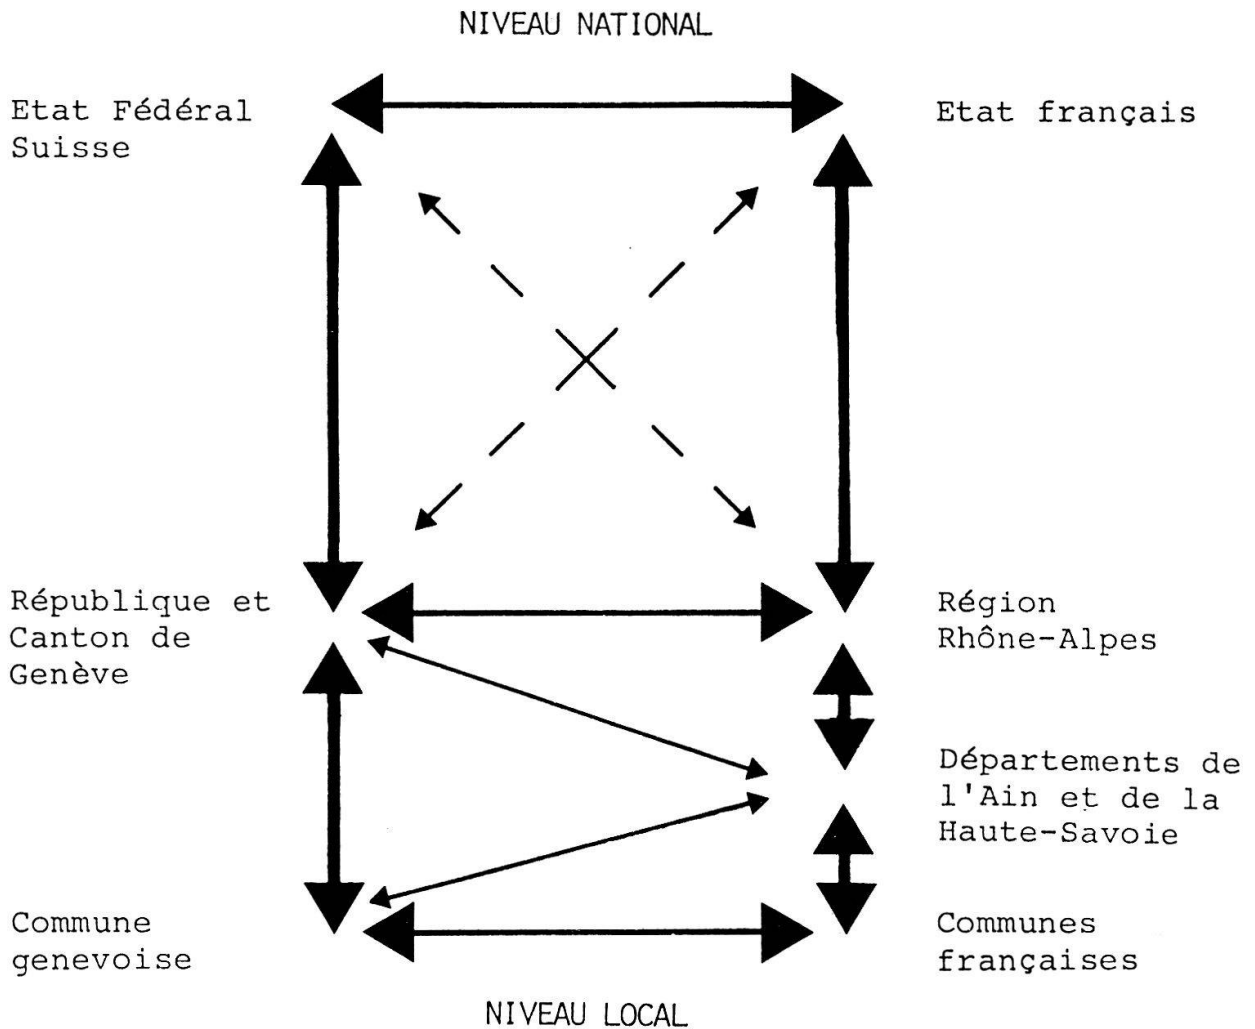 NIVEAU NATIONAL
Etat Fédéral
Suisse
Etat français
République et
Canton de
Genève
Région
Rhône-Alpes
Départements de
l'Ain et de la
Haute-Savoie
Commune
genevoise
Communes
françaises
NIVEAU LOCAL